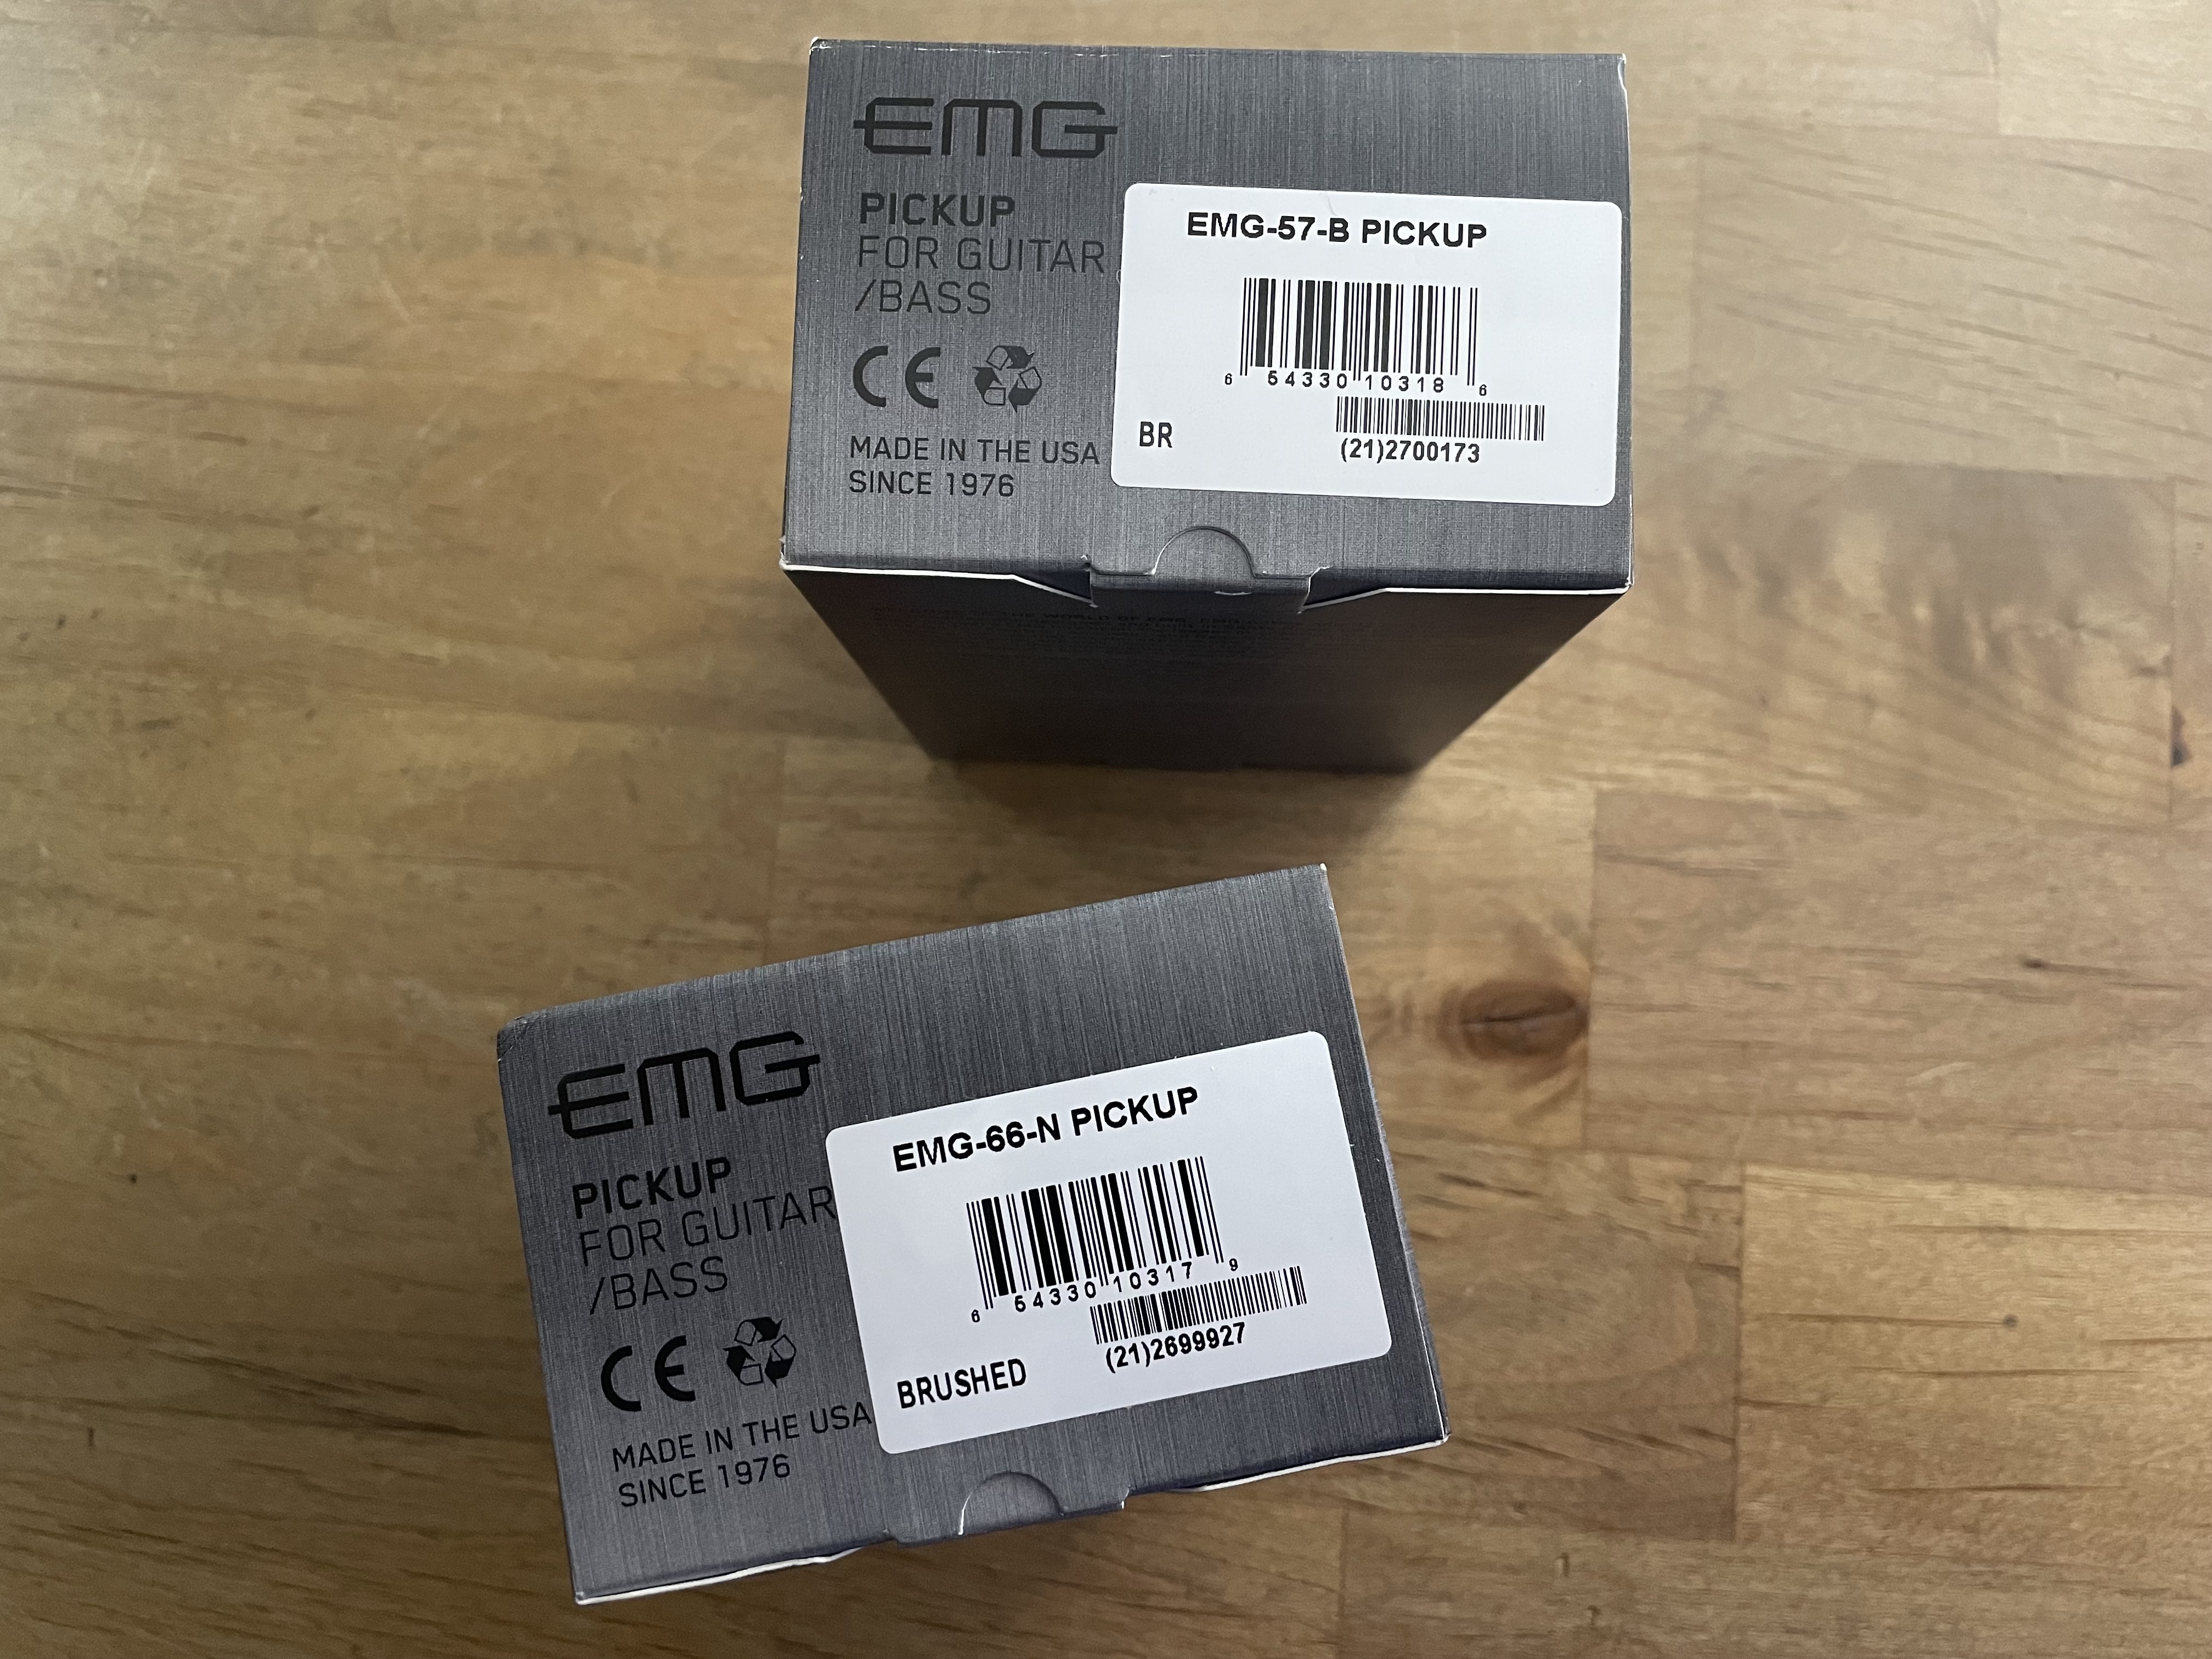 EMG
PICKUP
FOR GUITAR
/BASS
CE
MADE IN THE USA
SINCE 1976
EMG-57-B PICKUP
6 54330 10318 6
BR
(21)2700173
EMG
PICKUP
FOR GUITAR
/BASS
CE
MADE IN THE USA
SINCE 1976
EMG-66-N PICKUP
6 54330 10317 9
BRUSHED
(21)2699927